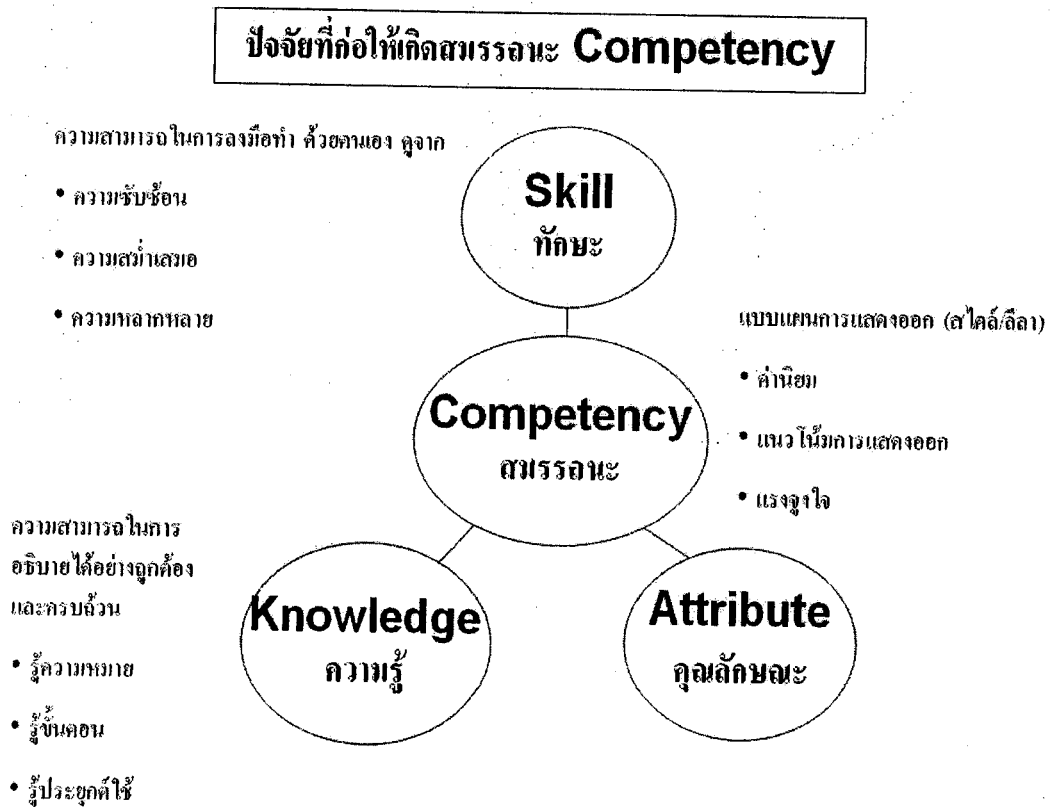 ปัจจัยที่ก่อให้เกิดสมรรถนะ Competency
ความสามารถในการลงมือทำ ด้วยตนเอง ดูจาก
• ความซับซ้อน
• ความสม่ำเสมอ
• ความหลากหลาย
Skill
ทักษะ
แบบแผนการแสดงออก (สไตล์/ลีลา)
• ค่านิยม
• แนวโน้มการแสดงออก
• แรงจูงใจ
Competency
สมรรถนะ
ความสามารถในการ
อธิบายได้อย่างถูกต้อง
และครบถ้วน
• รู้ความหมาย
• รู้ขั้นตอน
• รู้ประยุกต์ใช้
Knowledge
ความรู้
Attribute
คุณลักษณะ